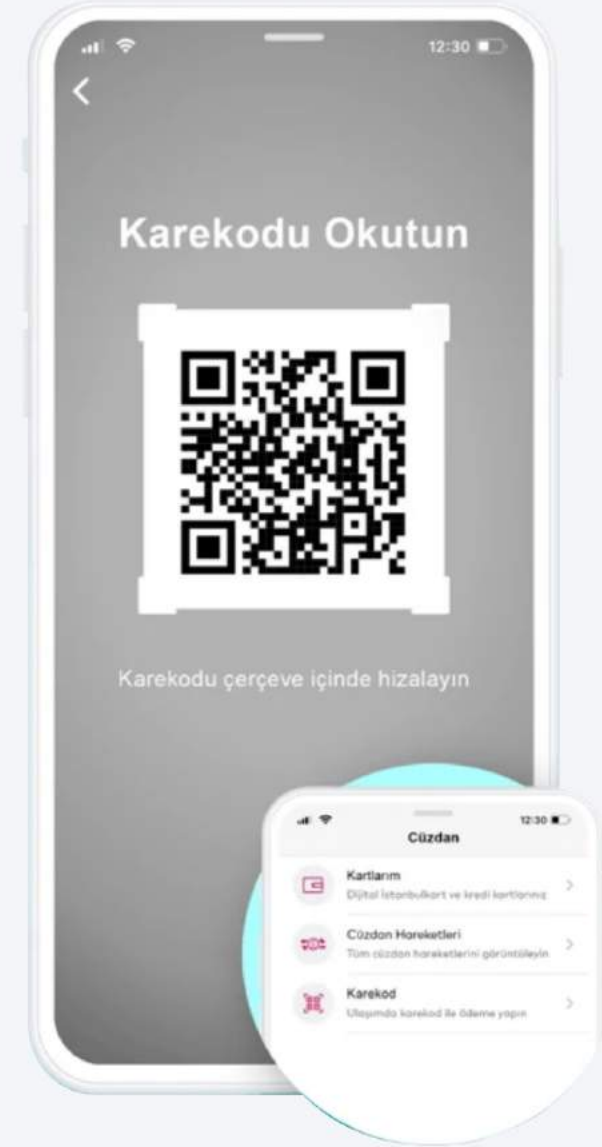 12:30
Karekodu Okutun
Karekodu çerçeve içinde hizalayın
12:30
Cüzdan
Kartlarım
Dijital İstanbulkart ve kredi kartlarınız
Cüzdan Hareketleri
Tüm cüzdan hareketlerini görüntüleyin
Karekod
Ulaşımda karekod ile ödeme yapın